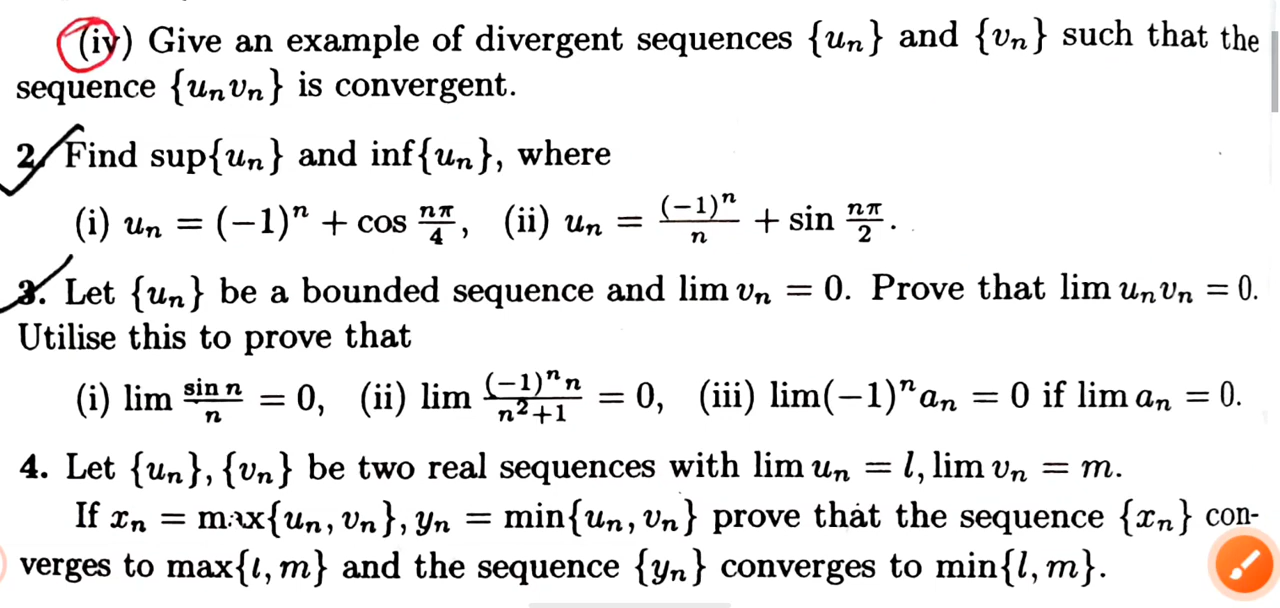 (iv) Give an example of divergent sequences {uₙ} and {vₙ} such that the
sequence {uₙvₙ} is convergent.
2. Find sup{uₙ} and inf{uₙ}, where
(i) uₙ = (−1)ⁿ + cos nπ/4, (ii) uₙ = (−1)ⁿ/n + sin nπ/2.
3. Let {uₙ} be a bounded sequence and lim vₙ = 0. Prove that lim uₙvₙ = 0.
Utilise this to prove that
(i) lim sin n/n = 0, (ii) lim (−1)ⁿn/n²+1 = 0, (iii) lim(−1)ⁿaₙ = 0 if lim aₙ = 0.
4. Let {uₙ}, {vₙ} be two real sequences with lim uₙ = l, lim vₙ = m.
If xₙ = max{uₙ, vₙ}, yₙ = min{uₙ, vₙ} prove that the sequence {xₙ} con-
verges to max{l, m} and the sequence {yₙ} converges to min{l, m}.